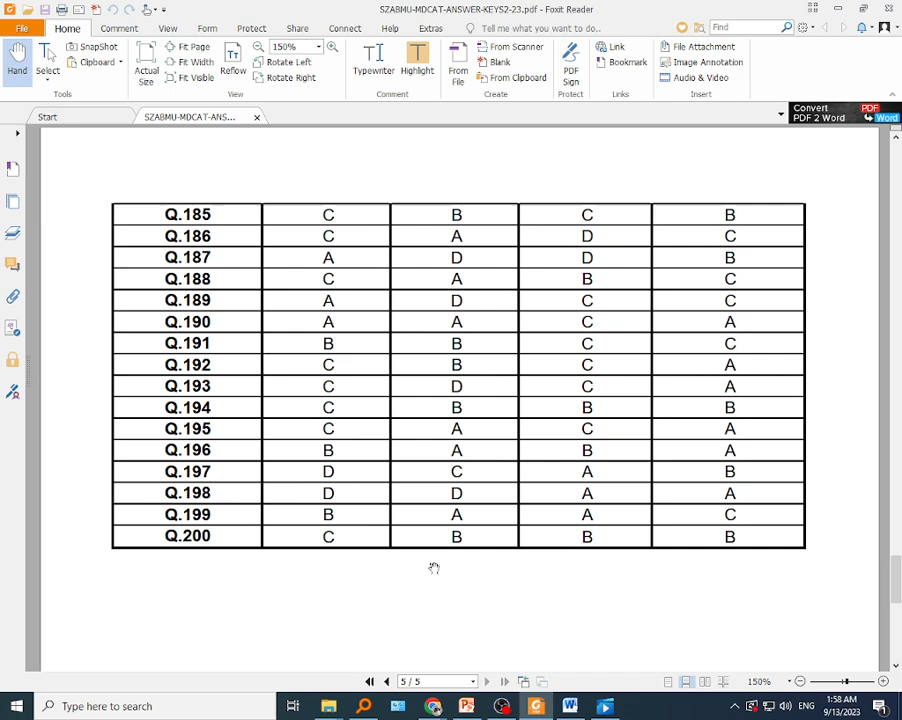 SZABMU-MDCAT-ANSWER-KEYS2-23.pdf - Foxit Reader
File Home Comment View Form Protect Share Connect Help Extras Tell me what you want to do... Find
Hand Select SnapShot Clipboard Tools
Actual Size Fit Page Fit Width Fit Visible Reflow 150% Rotate Left Rotate Right View
Typewriter Highlight Comment
From File From Scanner Blank From Clipboard Create
PDF Sign Protect
Link Bookmark Links
File Attachment Image Annotation Audio & Video Insert
Start SZABMU-MDCAT-ANS...
Convert PDF
PDF 2 Word Word
Q.185 C B C B
Q.186 C A D C
Q.187 A D D B
Q.188 C A B C
Q.189 A D C C
Q.190 A A C A
Q.191 B B C C
Q.192 C B C A
Q.193 C D C A
Q.194 C B B B
Q.195 C A C A
Q.196 B A B A
Q.197 D C A B
Q.198 D D A A
Q.199 B A A C
Q.200 C B B B
5 / 5 150%
Type here to search
ENG
1:58 AM
9/13/2023